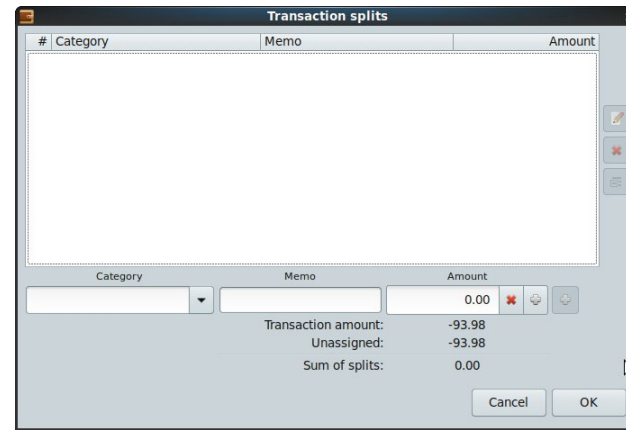 Transaction splits
# Category Memo Amount
Category Memo Amount
0.00
Transaction amount: -93.98
Unassigned: -93.98
Sum of splits: 0.00
Cancel OK